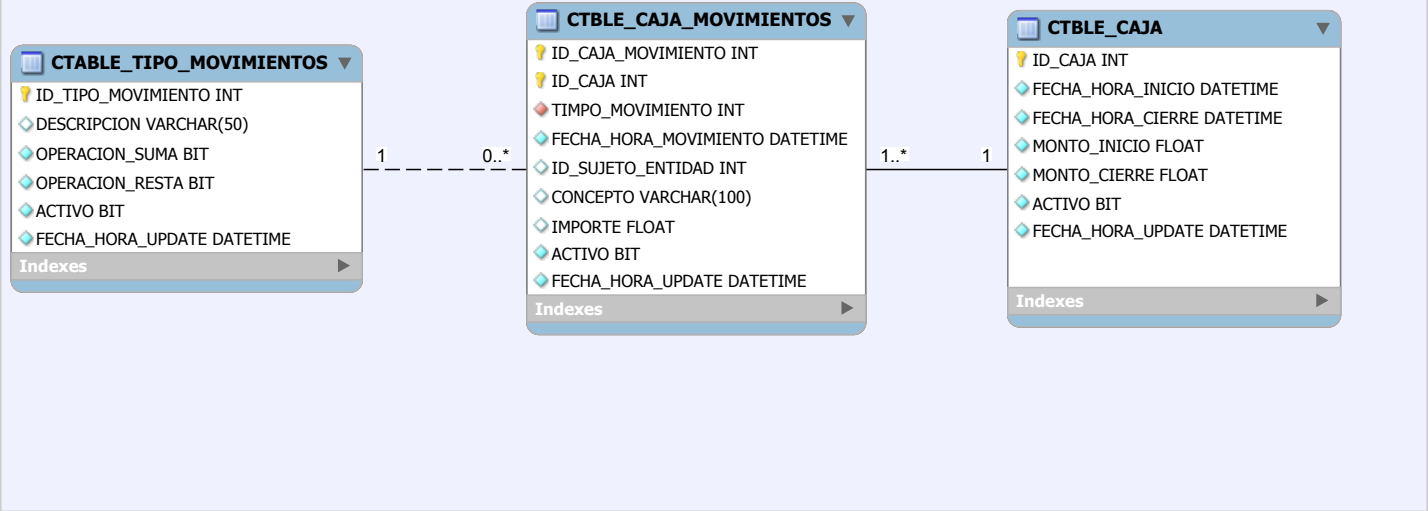 CTABLE_TIPO_MOVIMIENTOS
ID_TIPO_MOVIMIENTO INT
DESCRIPCION VARCHAR(50)
OPERACION_SUMA BIT
OPERACION_RESTA BIT
ACTIVO BIT
FECHA_HORA_UPDATE DATETIME
Indexes
1
0..*
CTBLE_CAJA_MOVIMIENTOS
ID_CAJA_MOVIMIENTO INT
ID_CAJA INT
TIMPO_MOVIMIENTO INT
FECHA_HORA_MOVIMIENTO DATETIME
ID_SUJETO_ENTIDAD INT
CONCEPTO VARCHAR(100)
IMPORTE FLOAT
ACTIVO BIT
FECHA_HORA_UPDATE DATETIME
Indexes
1..*
1
CTBLE_CAJA
ID_CAJA INT
FECHA_HORA_INICIO DATETIME
FECHA_HORA_CIERRE DATETIME
MONTO_INICIO FLOAT
MONTO_CIERRE FLOAT
ACTIVO BIT
FECHA_HORA_UPDATE DATETIME
Indexes